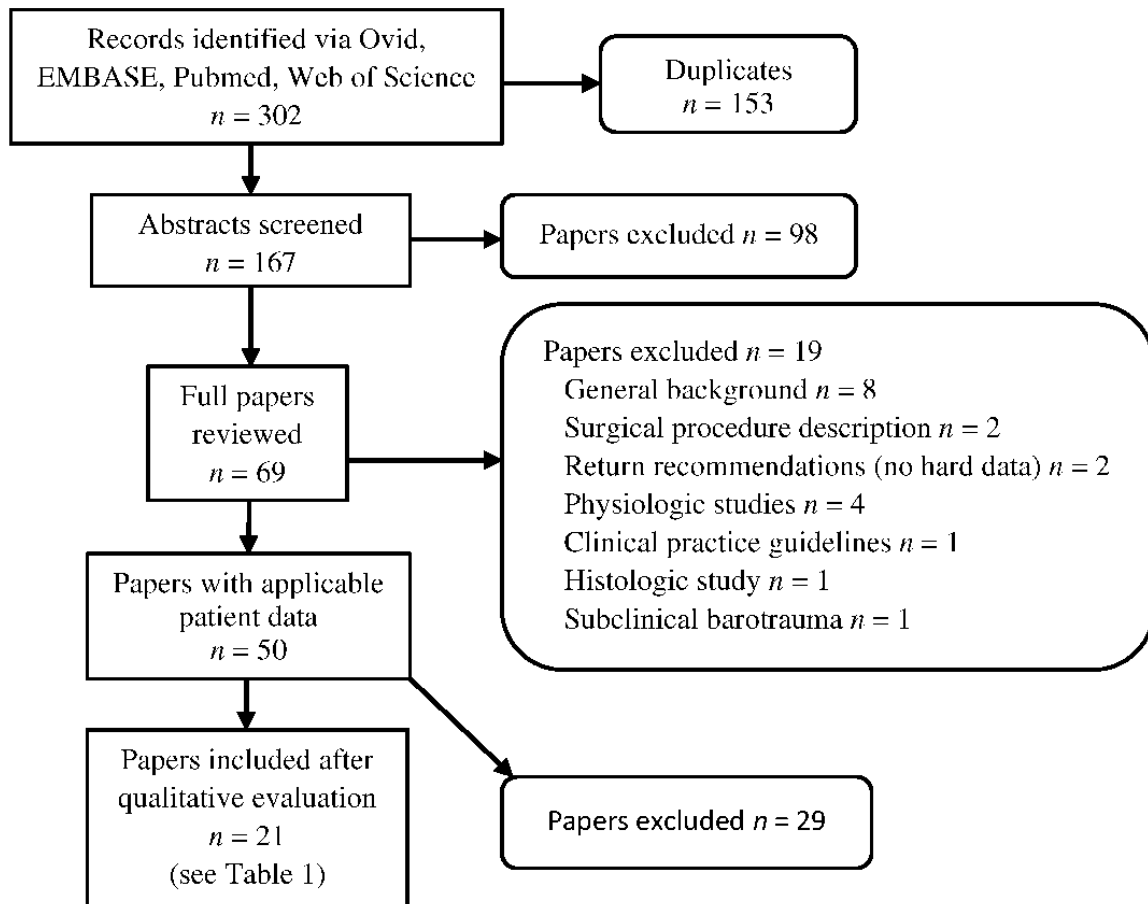 Records identified via Ovid,
EMBASE, Pubmed, Web of Science
n = 302
Duplicates
n = 153
Abstracts screened
n = 167
Papers excluded n = 98
Full papers
reviewed
n = 69
Papers excluded n = 19
General background n = 8
Surgical procedure description n = 2
Return recommendations (no hard data) n = 2
Physiologic studies n = 4
Clinical practice guidelines n = 1
Histologic study n = 1
Subclinical barotrauma n = 1
Papers with applicable
patient data
n = 50
Papers included after
qualitative evaluation
n = 21
(see Table 1)
Papers excluded n = 29